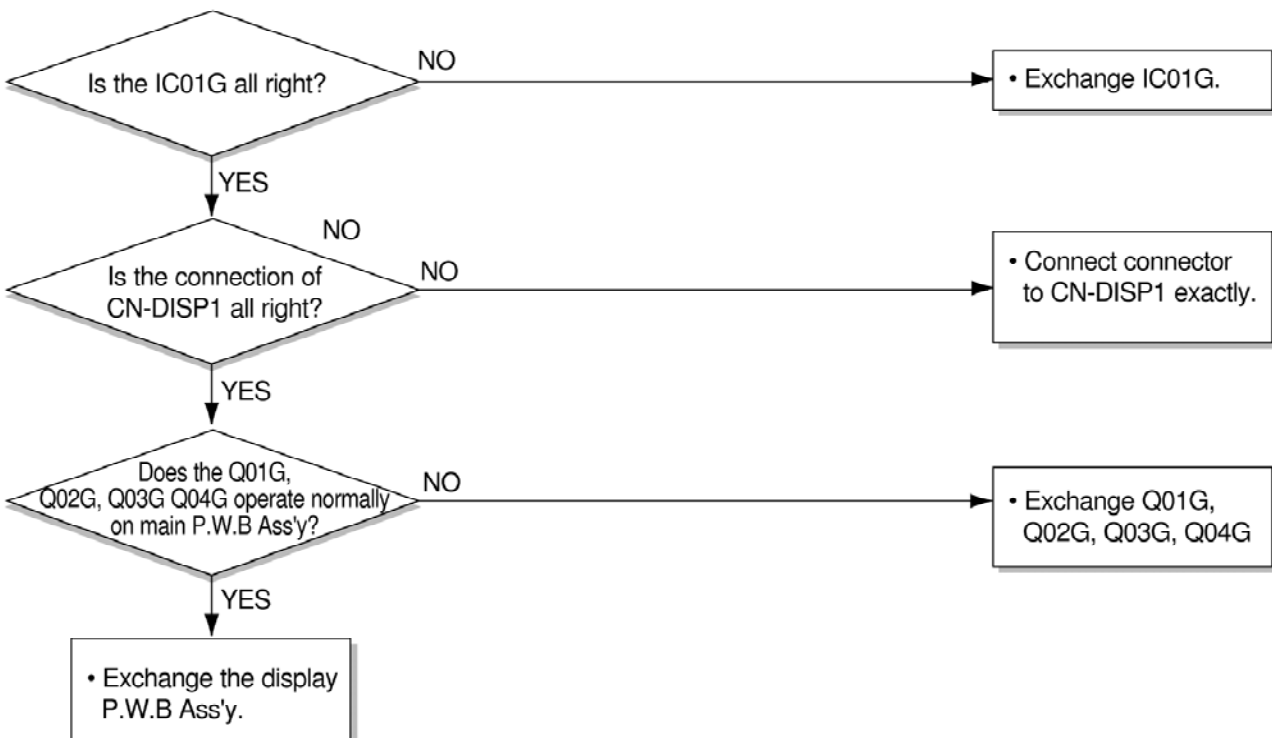 Is the IC01G all right?
NO
• Exchange IC01G.
YES
NO
Is the connection of
CN-DISP1 all right?
NO
• Connect connector
to CN-DISP1 exactly.
YES
Does the Q01G,
Q02G, Q03G Q04G operate normally
on main P.W.B Ass'y?
NO
• Exchange Q01G,
Q02G, Q03G, Q04G
YES
• Exchange the display
P.W.B Ass'y.